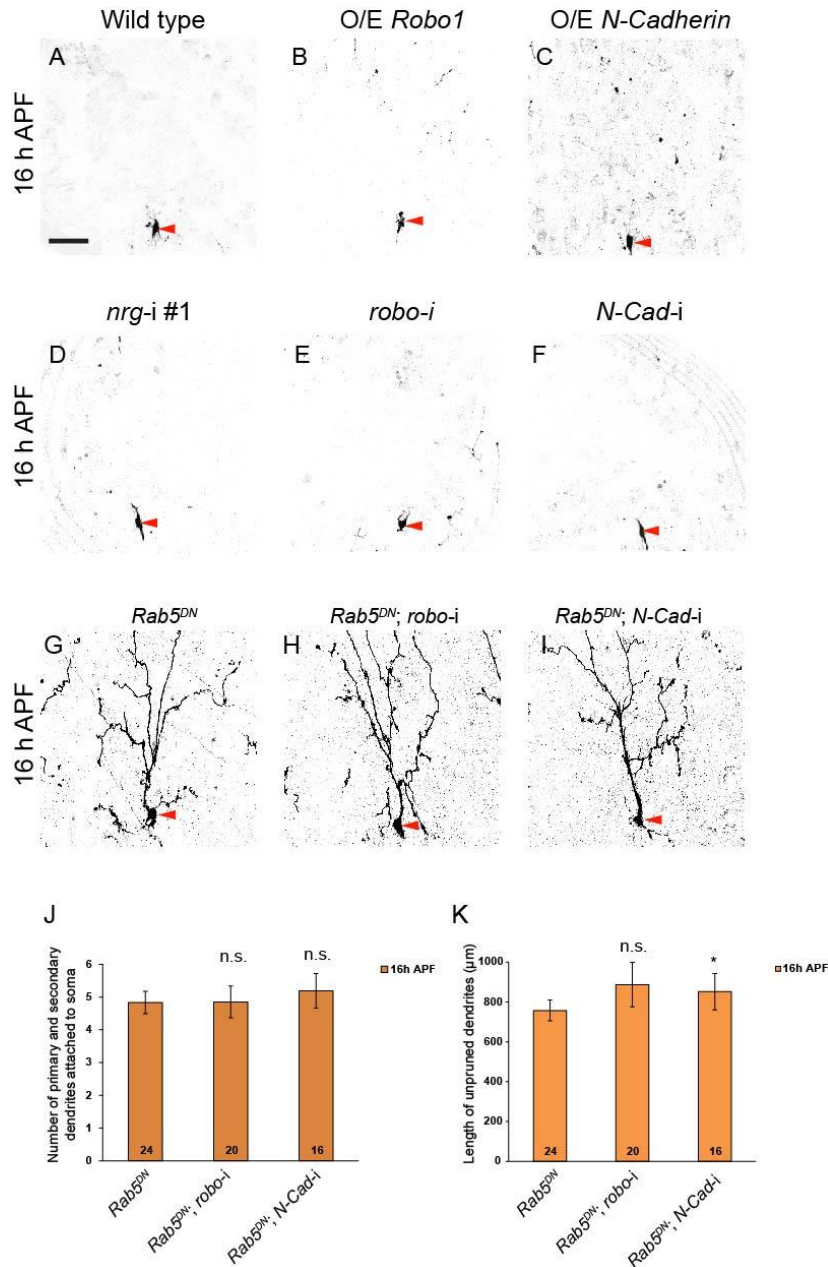 Wild type
O/E Robo1
O/E N-Cadherin
16 h APF
A
B
C
nrg-i #1
robo-i
N-Cad-i
16 h APF
D
E
F
Rab5DN
Rab5DN; robo-i
Rab5DN; N-Cad-i
16 h APF
G
H
I
J
Number of primary and secondary
dendrites attached to soma
6
5
4
3
2
1
0
n.s.
n.s.
16h APF
24
20
16
Rab5DN
Rab5DN; robo-i
Rab5DN; N-Cad-i
K
Length of unpruned dendrites (μm)
1000
800
600
400
200
0
n.s.
*
16h APF
24
20
16
Rab5DN
Rab5DN; robo-i
Rab5DN; N-Cad-i